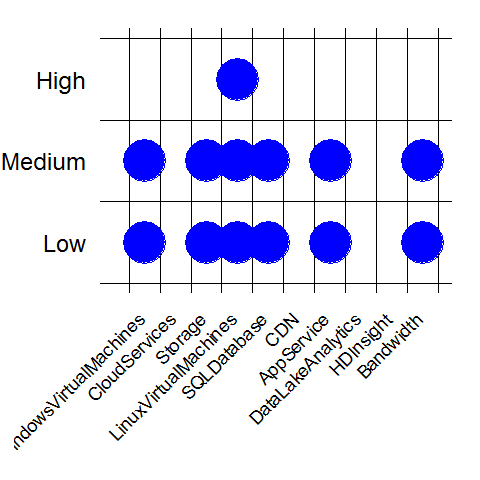 High
Medium
Low
ndowsVirtualMachines
CloudServices
Storage
LinuxVirtualMachines
SQLDatabase
CDN
AppService
DataLakeAnalytics
HDInsight
Bandwidth